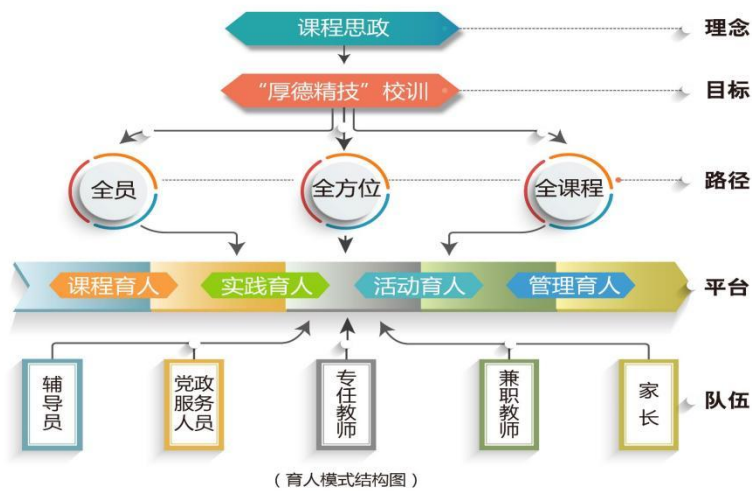 课程思政
理念
“厚德精技”校训
目标
全员
全方位
全课程
路径
课程育人
实践育人
活动育人
管理育人
平台
辅导员
党政服务人员
专任教师
兼职教师
家长
队伍
（育人模式结构图）